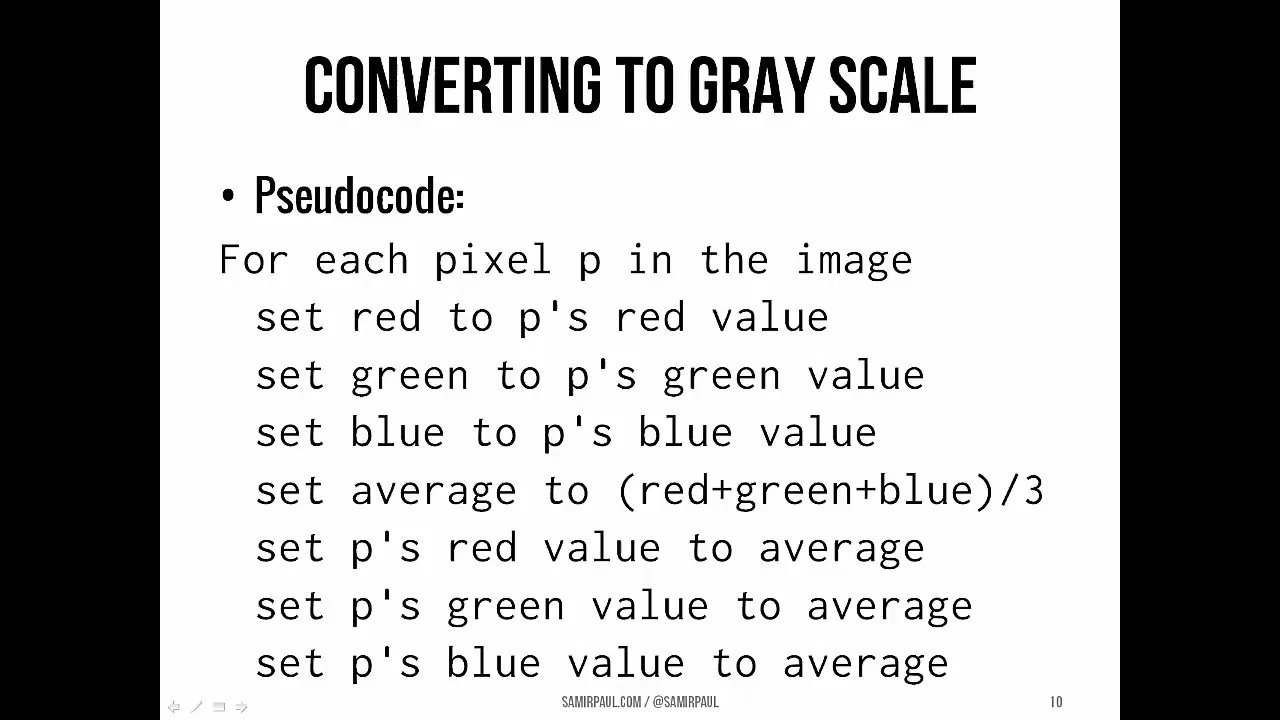 CONVERTING TO GRAY SCALE
• Pseudocode:
For each pixel p in the image
set red to p's red value
set green to p's green value
set blue to p's blue value
set average to (red+green+blue)/3
set p's red value to average
set p's green value to average
set p's blue value to average
SAMIRPAUL.COM / @SAMIRPAUL 10